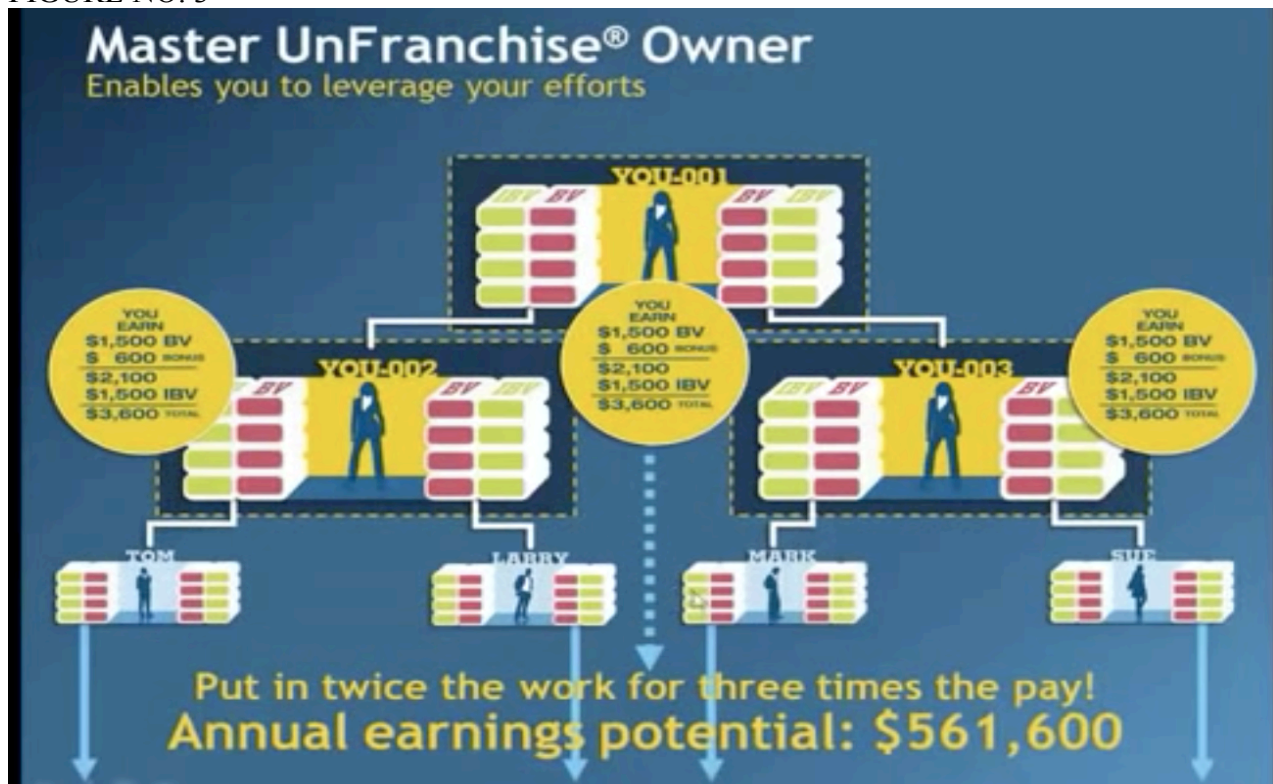 Master UnFranchise® Owner
Enables you to leverage your efforts
YOU-001
IBV BV BV IBV
YOU
EARN
$1,500 BV
$ 600 BONUS
$2,100
$1,500 IBV
$3,600 TOTAL
YOU
EARN
$1,500 BV
$ 600 BONUS
$2,100
$1,500 IBV
$3,600 TOTAL
YOU
EARN
$1,500 BV
$ 600 BONUS
$2,100
$1,500 IBV
$3,600 TOTAL
YOU-002
BV BV IBV
YOU-003
IBV BV BV
TOM
LARRY
MARK
SUE
Put in twice the work for three times the pay!
Annual earnings potential: $561,600